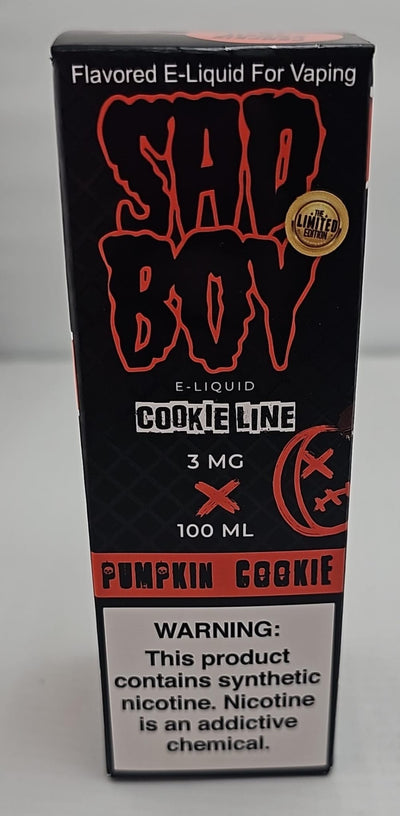 Flavored E-Liquid For Vaping
SAD
THE
LIMITED
EDITION
BOY
E-LIQUID
COOKIE LINE
3 MG
X
100 ML
PUMPKIN COOKIE
WARNING:
This product
contains synthetic
nicotine. Nicotine
is an addictive
chemical.